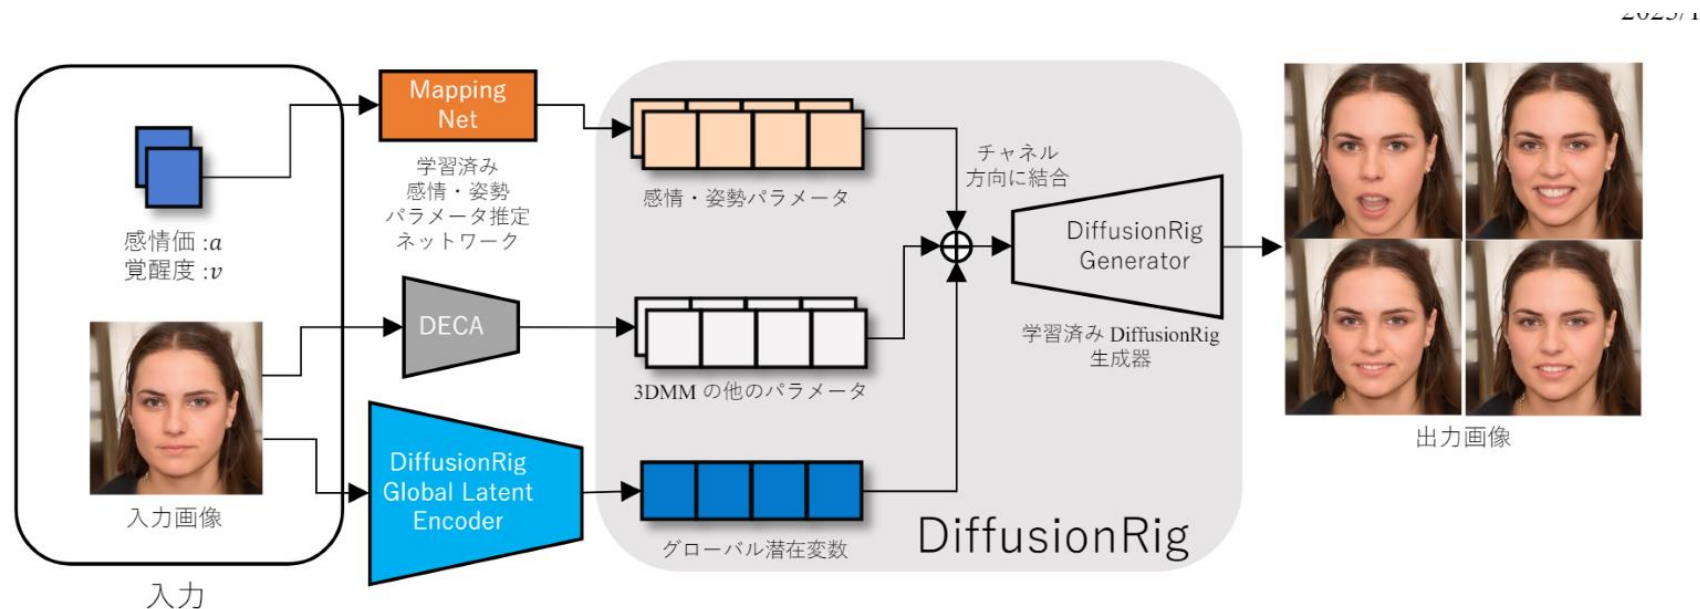 Mapping
Net
学習済み
感情・姿勢
パラメータ推定
ネットワーク
感情価 :a
覚醒度 :v
入力画像
入力
DECA
DiffusionRig
Global Latent
Encoder
感情・姿勢パラメータ
3DMM の他のパラメータ
グローバル潜在変数
チャネル
方向に結合
DiffusionRig
Generator
学習済み DiffusionRig
生成器
DiffusionRig
出力画像